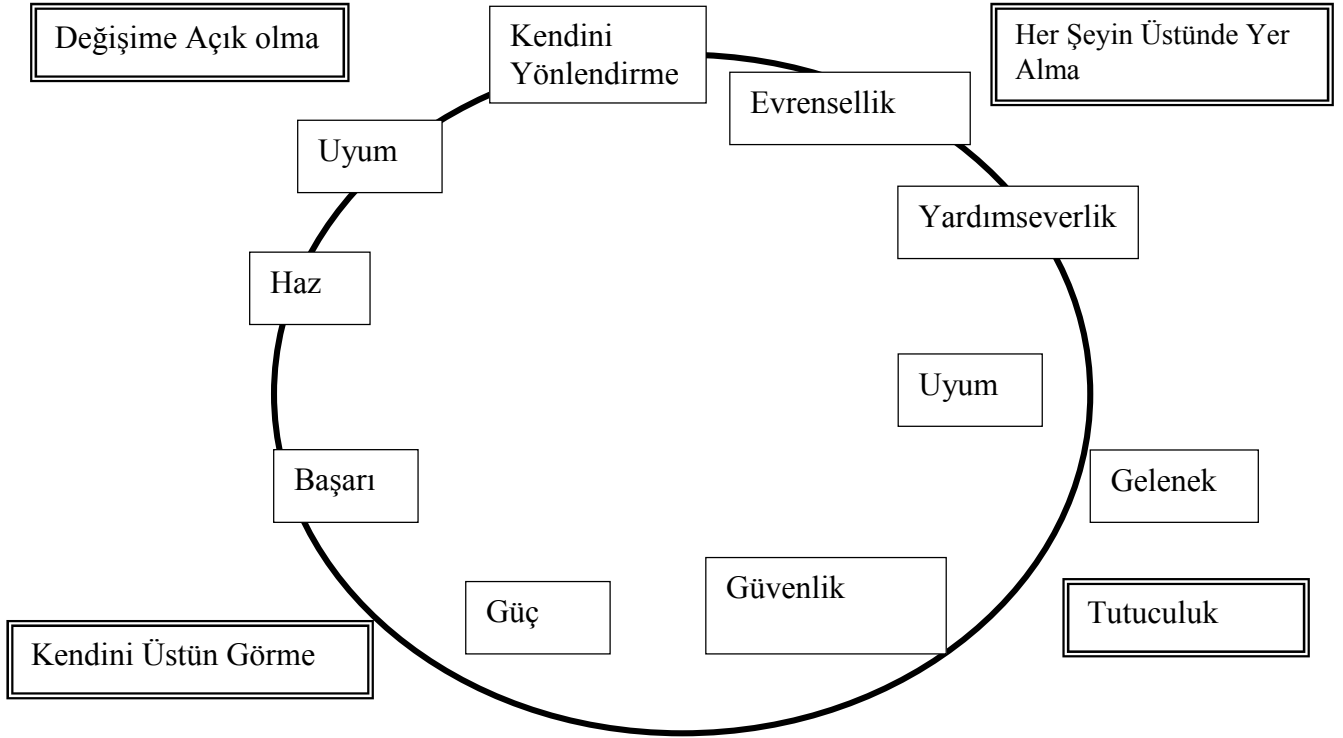 Değişime Açık olma
Kendini
Yönlendirme
Her Şeyin Üstünde Yer
Alma
Evrensellik
Uyum
Yardımseverlik
Haz
Uyum
Başarı
Gelenek
Güç
Güvenlik
Tutuculuk
Kendini Üstün Görme